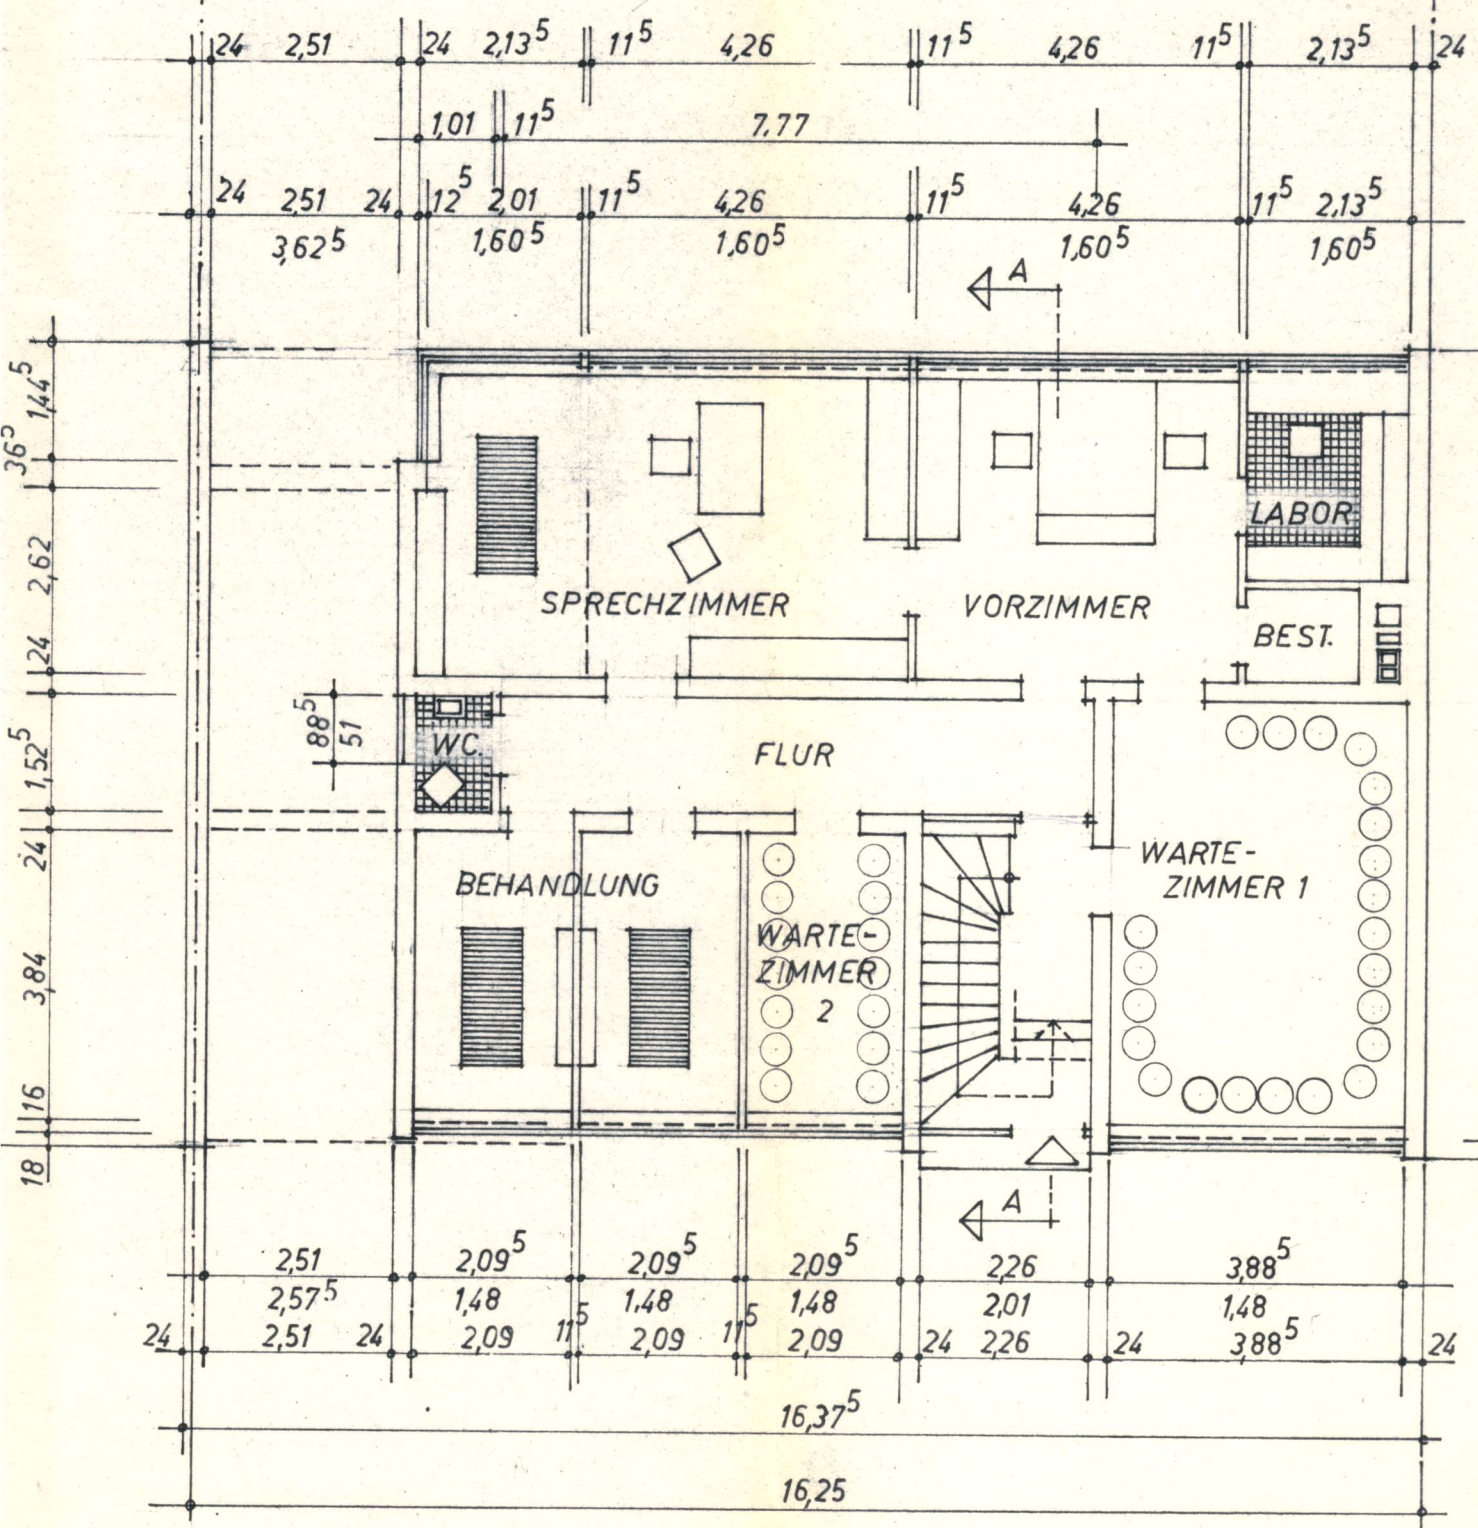 24 2,51 24 2,13⁵ 11⁵ 4,26 11⁵ 4,26 11⁵ 2,13⁵ 24
1,01 11⁵ 7,77
24 2,51 24 12⁵ 2,01 11⁵ 4,26 11⁵ 4,26 11⁵ 2,13⁵
3,62⁵ 1,60⁵ 1,60⁵ 1,60⁵ 1,60⁵
A
1,44⁵
36⁵
2,62
24
1,52⁵
24
3,84
16
18
88⁵
51
LABOR
SPRECHZIMMER
VORZIMMER
BEST.
WC.
FLUR
WARTE-
ZIMMER 1
BEHANDLUNG
WARTE-
ZIMMER
2
A
2,51 2,09⁵ 2,09⁵ 2,09⁵ 2,26 3,88⁵
2,57⁵ 1,48 1,48 1,48 2,01 1,48
24 2,51 24 2,09 11⁵ 2,09 11⁵ 2,09 24 2,26 24 3,88⁵ 24
16,37⁵
16,25